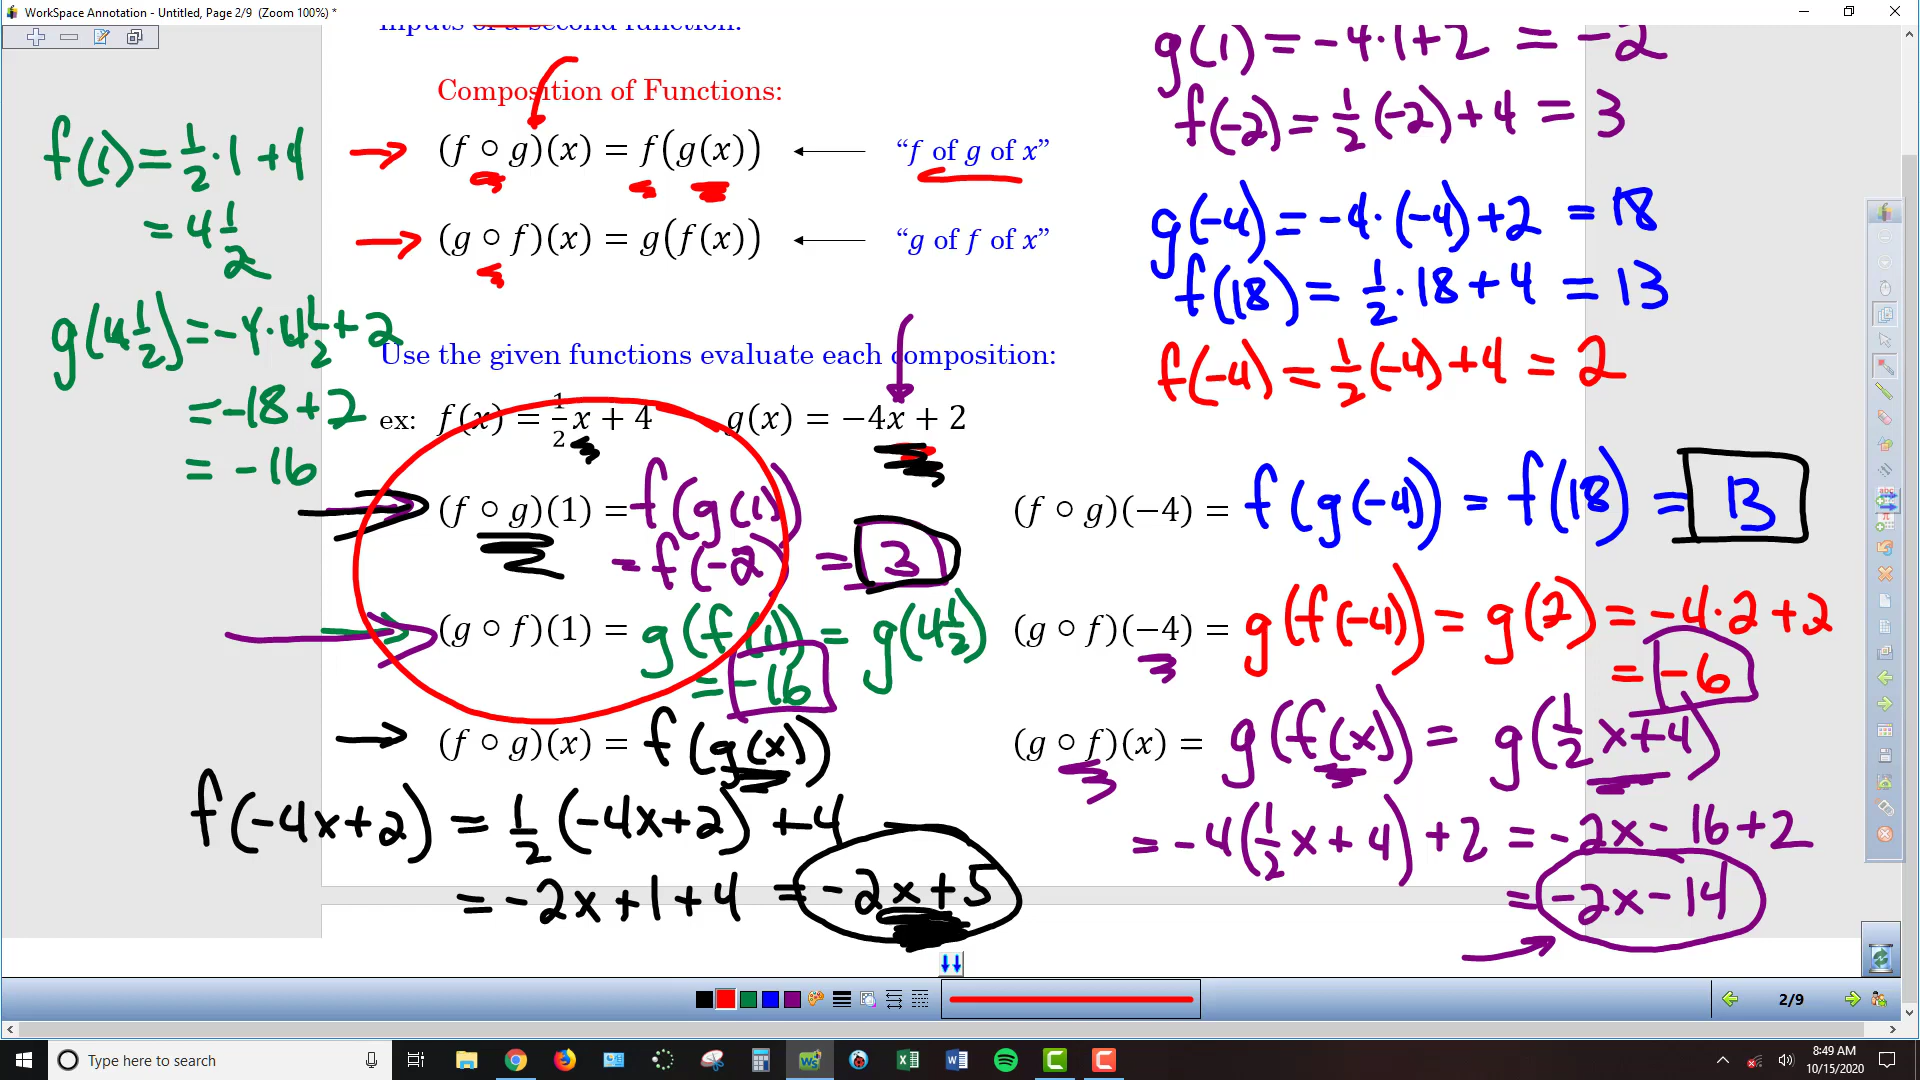 WorkSpace Annotation - Untitled, Page 2/9 (Zoom 100%) *
inputs of a second function.
Composition of Functions:
(f ∘ g)(x) = f(g(x)) “f of g of x”
(g ∘ f)(x) = g(f(x)) “g of f of x”
f(1) = 1/2 · 1 + 4
= 4 1/2
g(4 1/2) = -4 · 4 1/2 + 2
= -18 + 2
= -16
g(1) = -4 · 1 + 2 = -2
f(-2) = 1/2 (-2) + 4 = 3
g(-4) = -4 · (-4) + 2 = 18
f(18) = 1/2 · 18 + 4 = 13
f(-4) = 1/2 (-4) + 4 = 2
Use the given functions evaluate each composition:
ex: f(x) = 1/2 x + 4 g(x) = −4x + 2
(f ∘ g)(1) = f(g(1))
= f(-2) = 3
(f ∘ g)(−4) = f(g(-4)) = f(18) = 13
(g ∘ f)(1) = g(f(1)) = g(4 1/2)
= -16
(g ∘ f)(−4) = g(f(-4)) = g(2) = -4 · 2 + 2
= -6
(f ∘ g)(x) = f(g(x))
f(-4x+2) = 1/2 (-4x+2) + 4
= -2x + 1 + 4 = -2x + 5
(g ∘ f)(x) = g(f(x)) = g(1/2 x + 4)
= -4(1/2 x + 4) + 2 = -2x - 16 + 2
= -2x - 14
2/9
Type here to search
8:49 AM
10/15/2020